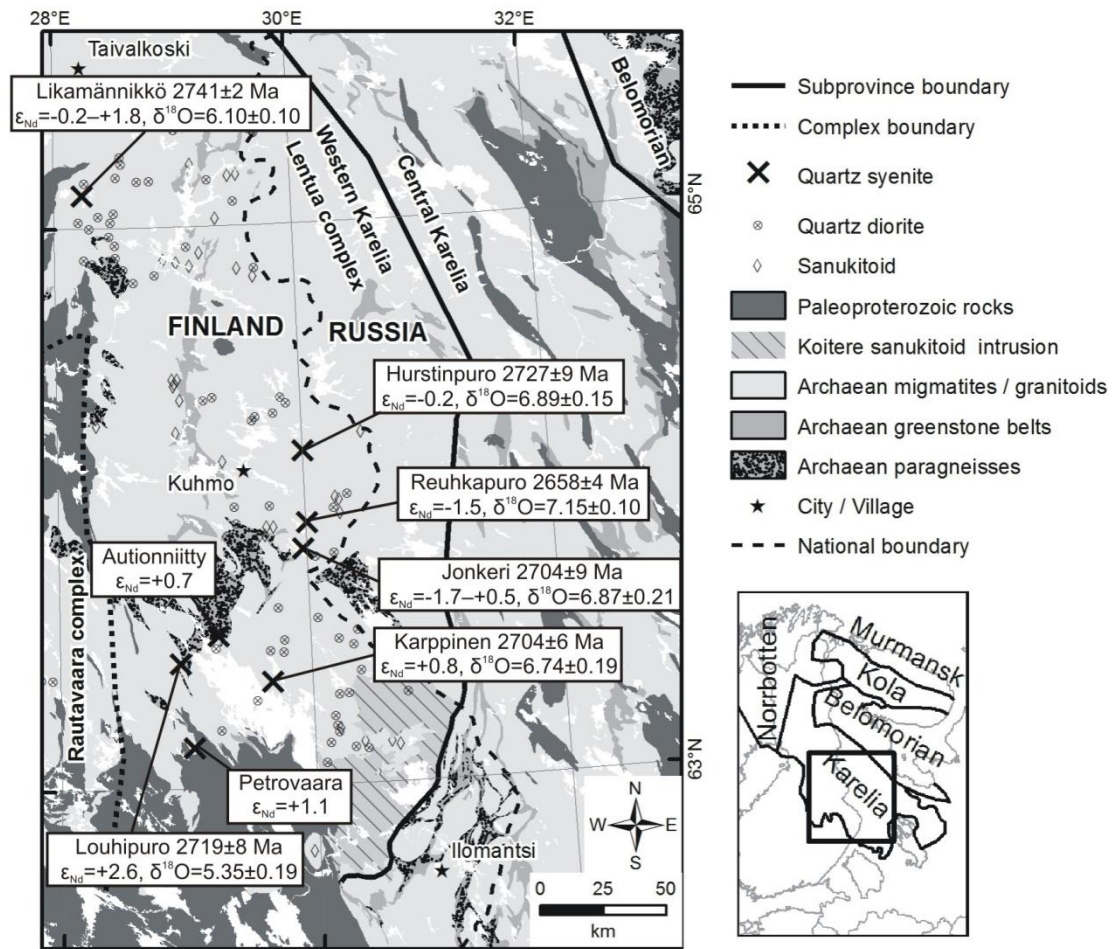 28°E
30°E
32°E
Taivalkoski
Likamännikkö 2741±2 Ma
εNd=-0.2–+1.8, δ18O=6.10±0.10
Belomorian
Western Karelia
Lentua complex
Central Karelia
65°N
FINLAND
RUSSIA
Hurstinpuro 2727±9 Ma
εNd=-0.2, δ18O=6.89±0.15
Kuhmo
Reuhkapuro 2658±4 Ma
εNd=-1.5, δ18O=7.15±0.10
Autionniitty
εNd=+0.7
Jonkeri 2704±9 Ma
εNd=-1.7–+0.5, δ18O=6.87±0.21
Karppinen 2704±6 Ma
εNd=+0.8, δ18O=6.74±0.19
Rautavaara complex
63°N
Petrovaara
εNd=+1.1
Louhipuro 2719±8 Ma
εNd=+2.6, δ18O=5.35±0.19
Ilomantsi
N
W E
S
0 25 50
km
Subprovince boundary
Complex boundary
Quartz syenite
Quartz diorite
Sanukitoid
Paleoproterozoic rocks
Koitere sanukitoid intrusion
Archaean migmatites / granitoids
Archaean greenstone belts
Archaean paragneisses
City / Village
National boundary
Norrbotten
Murmansk
Kola
Belomorian
Karelia